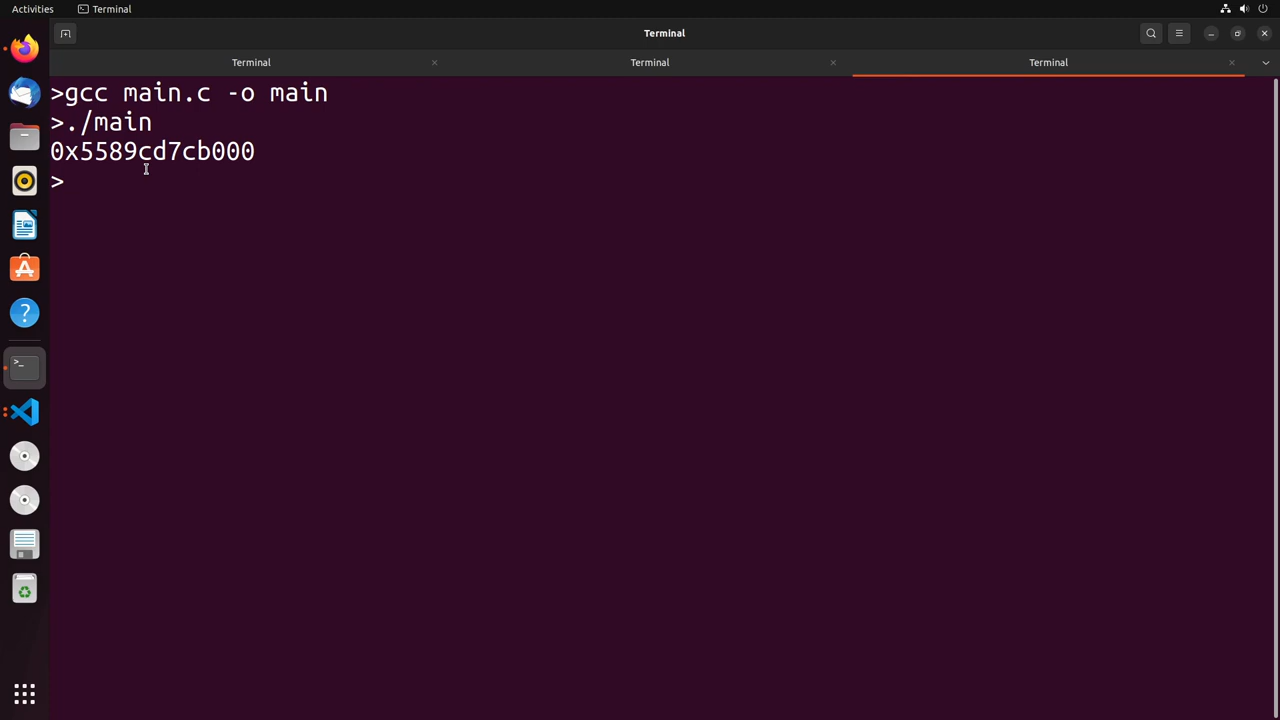 Activities
Terminal
Terminal
Terminal
Terminal
Terminal
>gcc main.c -o main
>./main
0x5589cd7cb000
>